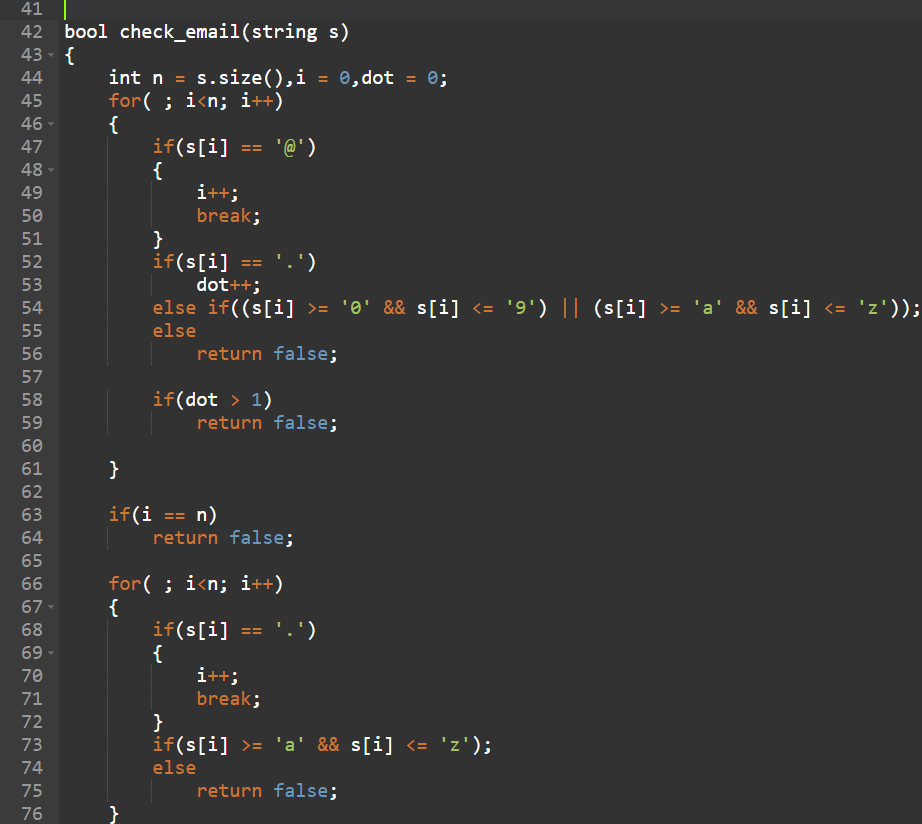 41
42 bool check_email(string s)
43 {
44     int n = s.size(),i = 0,dot = 0;
45     for( ; i<n; i++)
46     {
47         if(s[i] == '@')
48         {
49             i++;
50             break;
51         }
52         if(s[i] == '.')
53             dot++;
54         else if((s[i] >= '0' && s[i] <= '9') || (s[i] >= 'a' && s[i] <= 'z'));
55         else
56             return false;
57
58         if(dot > 1)
59             return false;
60
61     }
62
63     if(i == n)
64         return false;
65
66     for( ; i<n; i++)
67     {
68         if(s[i] == '.')
69         {
70             i++;
71             break;
72         }
73         if(s[i] >= 'a' && s[i] <= 'z');
74         else
75             return false;
76     }